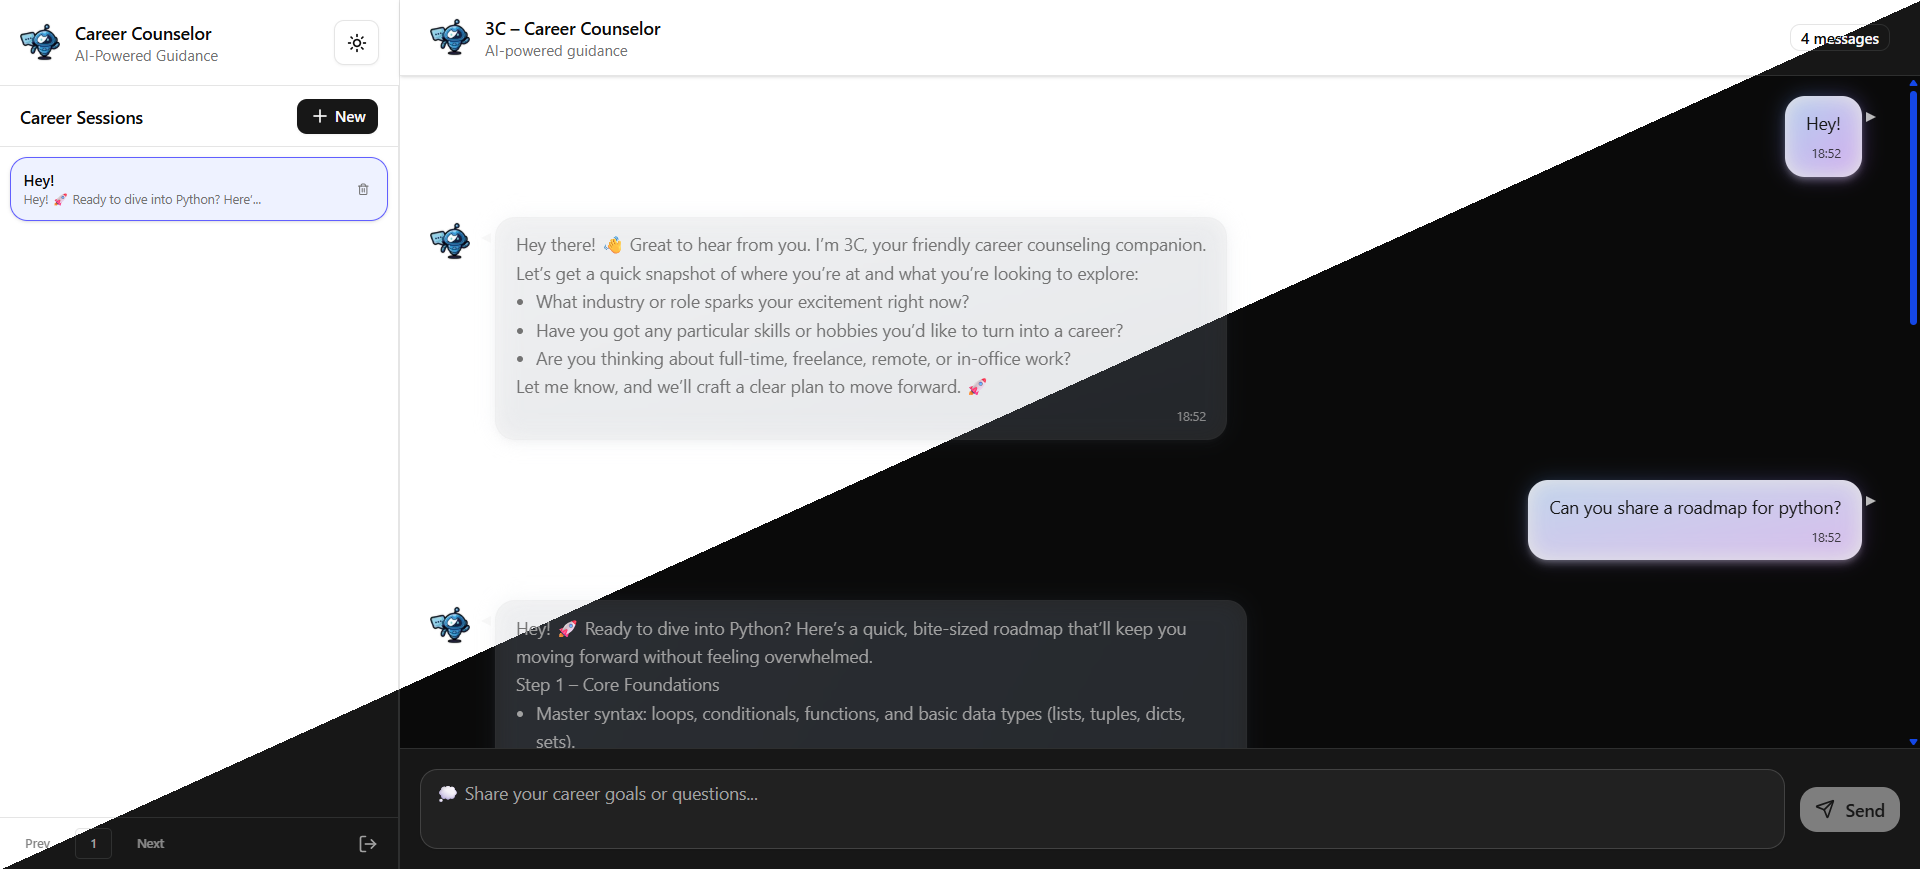 Career Counselor
AI-Powered Guidance
Career Sessions
+ New
Hey!
Hey! 🚀 Ready to dive into Python? Here’s...
Prev
1
Next
3C – Career Counselor
AI-powered guidance
4 messages
Hey!
18:52
Hey there! 👋 Great to hear from you. I’m 3C, your friendly career counseling companion.
Let’s get a quick snapshot of where you’re at and what you’re looking to explore:
• What industry or role sparks your excitement right now?
• Have you got any particular skills or hobbies you’d like to turn into a career?
• Are you thinking about full-time, freelance, remote, or in-office work?
Let me know, and we’ll craft a clear plan to move forward. 🚀
18:52
Can you share a roadmap for python?
18:52
Hey! 🚀 Ready to dive into Python? Here’s a quick, bite-sized roadmap that’ll keep you
moving forward without feeling overwhelmed.
Step 1 – Core Foundations
• Master syntax: loops, conditionals, functions, and basic data types (lists, tuples, dicts,
sets).
💭 Share your career goals or questions...
Send